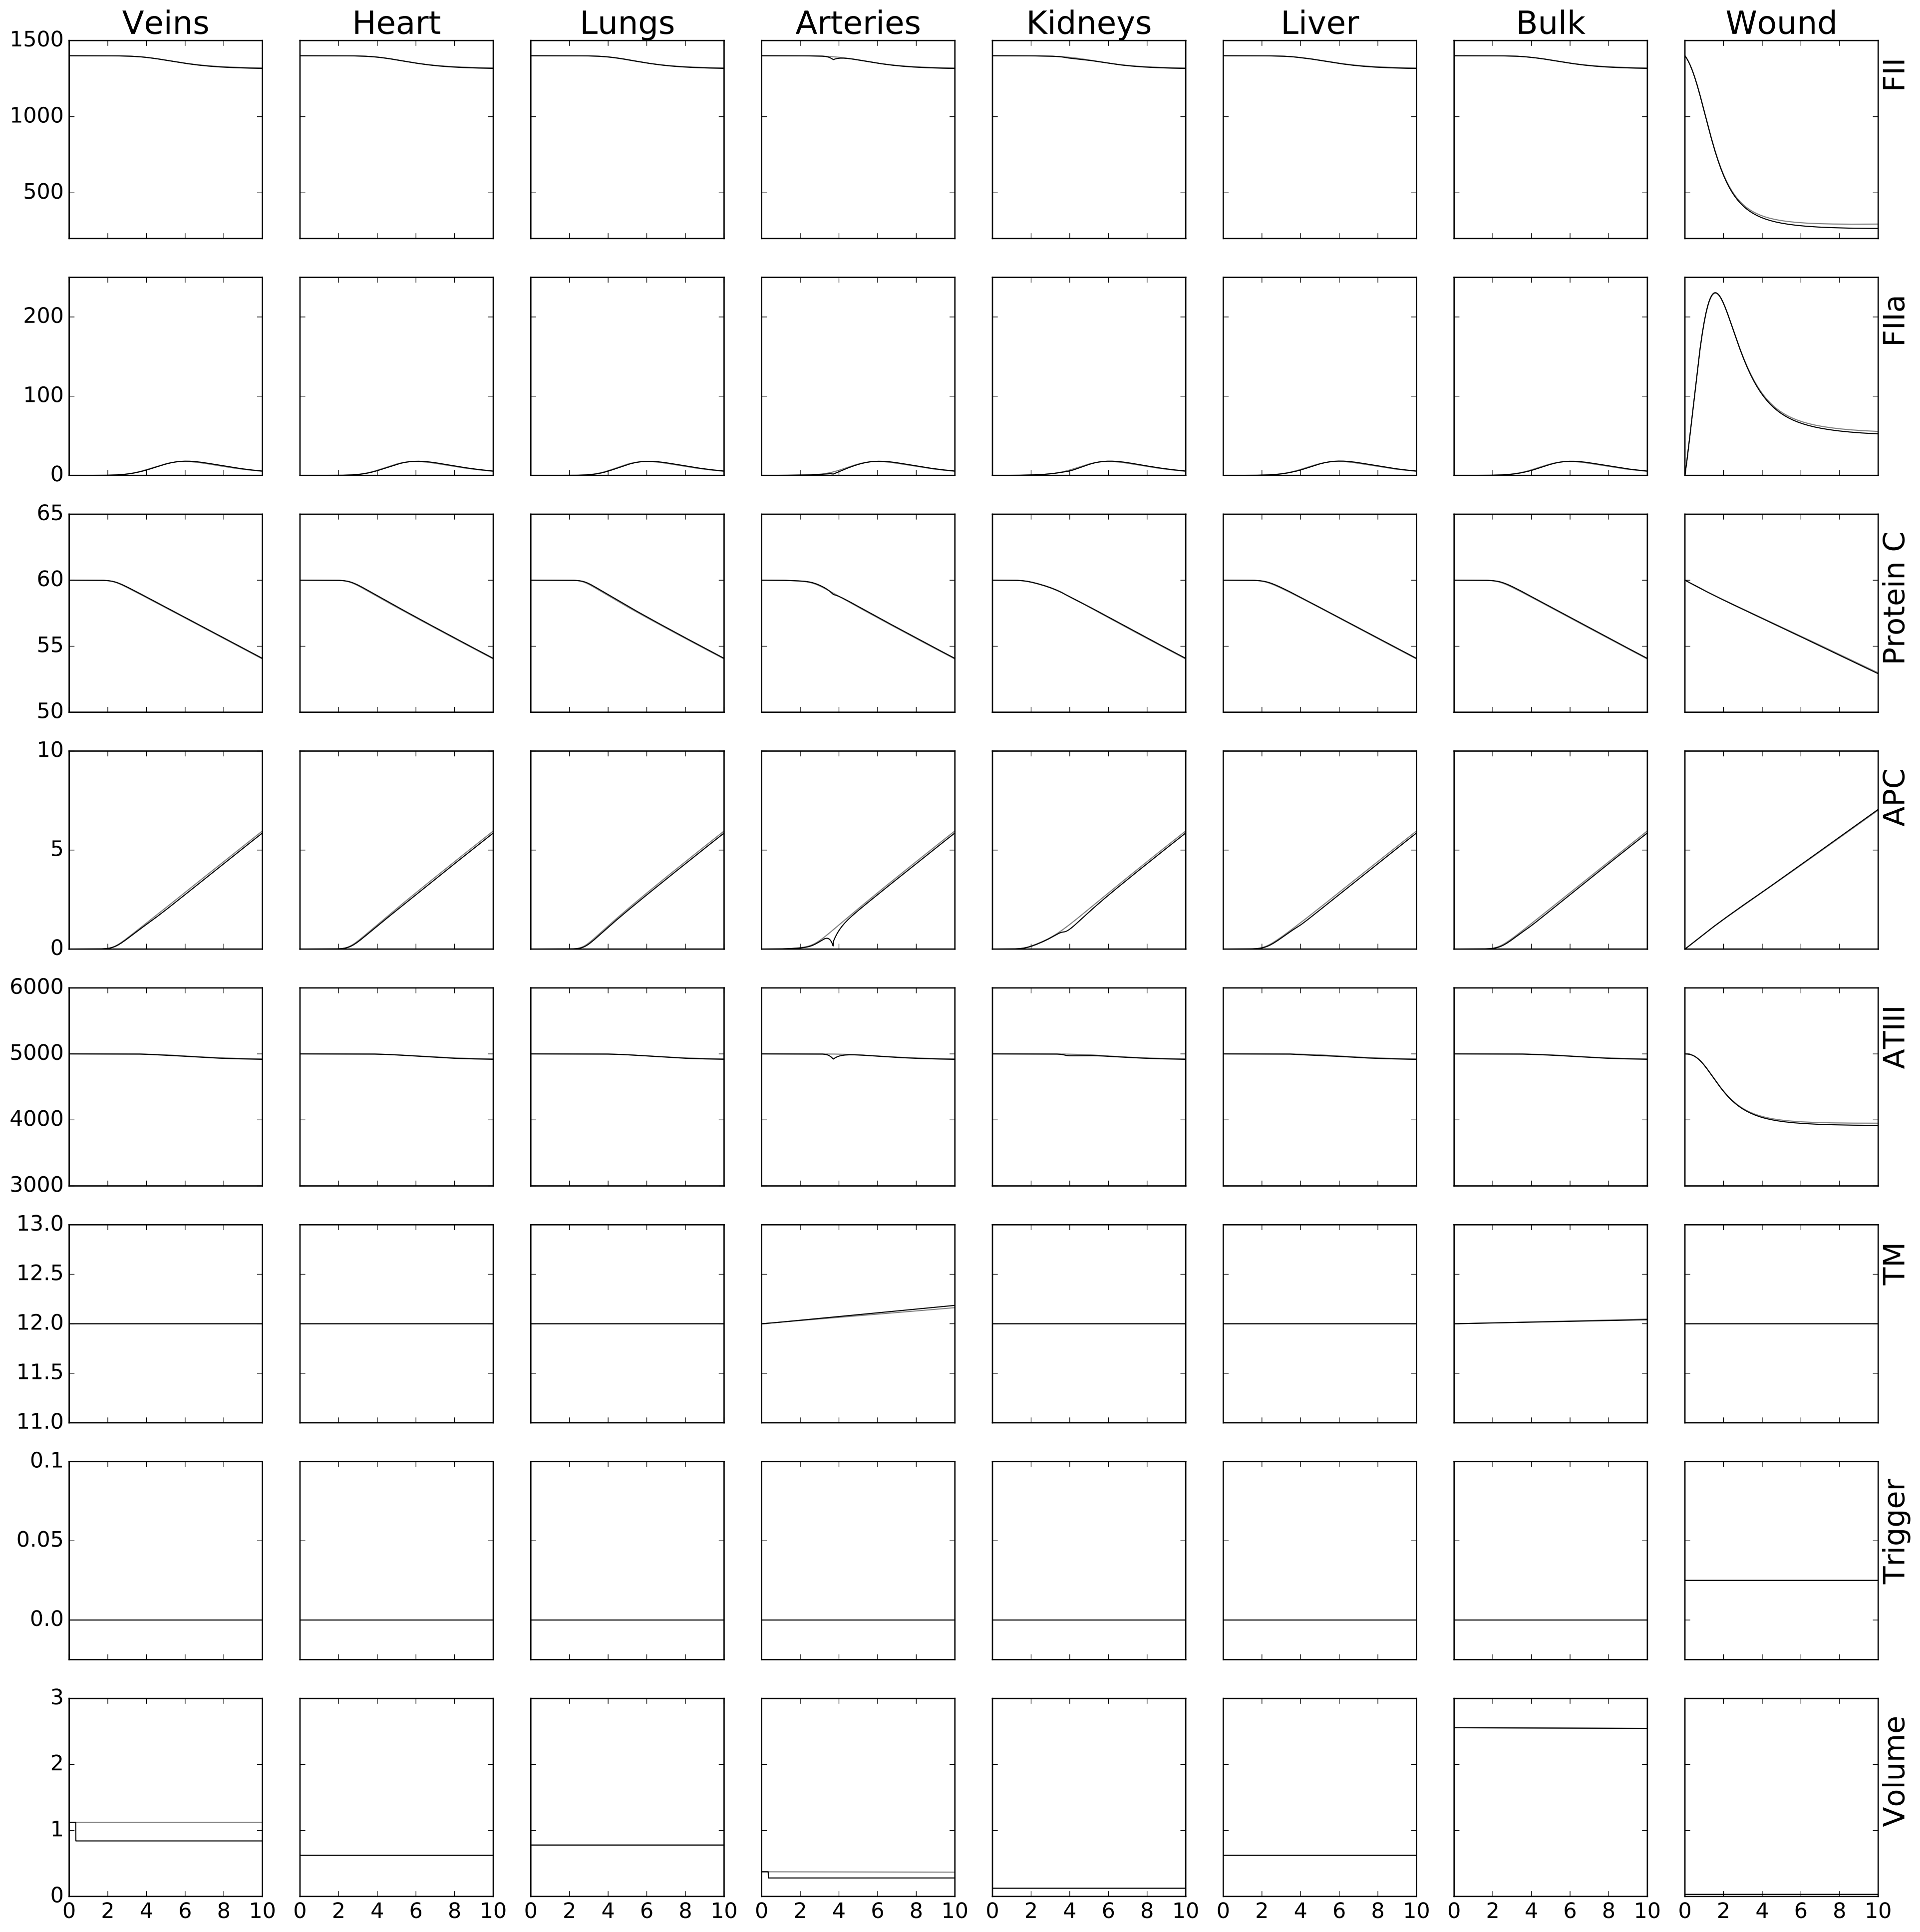 Veins Heart Lungs Arteries Kidneys Liver Bulk Wound
1500
1000
500
FII
200
100
0
FIIa
65
60
55
50
Protein C
10
5
0
APC
6000
5000
4000
3000
ATIII
13.0
12.5
12.0
11.5
11.0
TM
0.1
0.05
0.0
Trigger
3
2
1
0
Volume
0 2 4 6 8 10 0 2 4 6 8 10 0 2 4 6 8 10 0 2 4 6 8 10 0 2 4 6 8 10 0 2 4 6 8 10 0 2 4 6 8 10 0 2 4 6 8 10